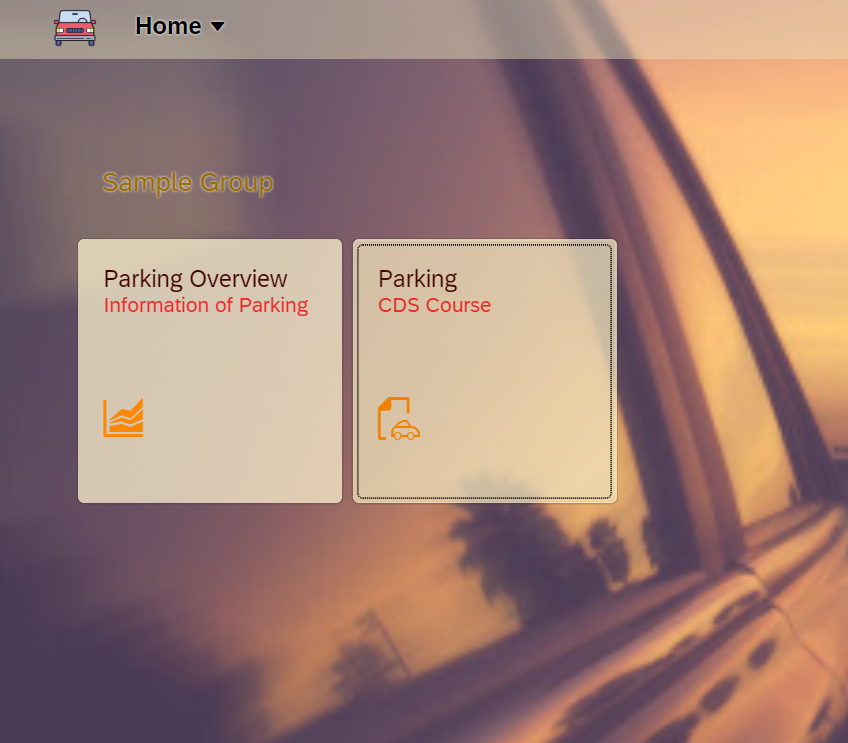 Home
Sample Group
Parking Overview
Information of Parking
Parking
CDS Course